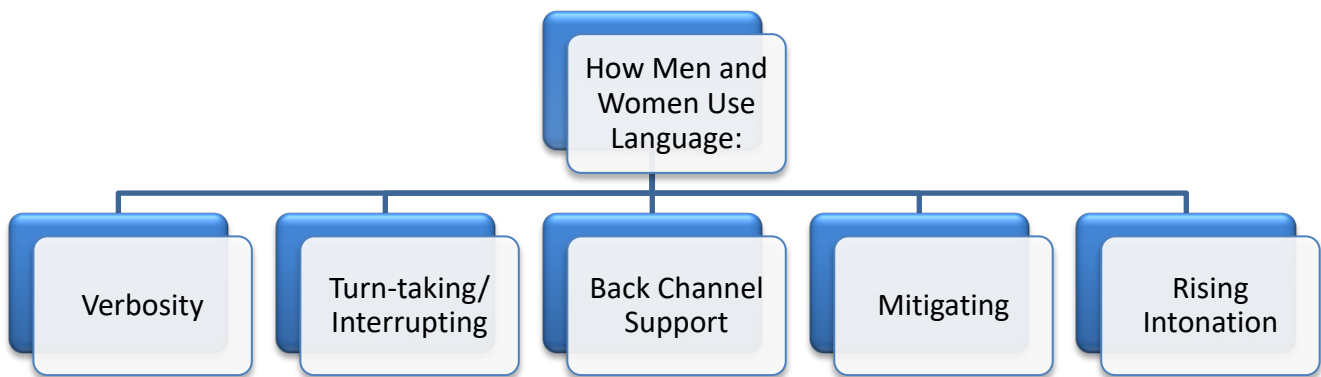 How Men and
Women Use
Language:
Verbosity
Turn-taking/
Interrupting
Back Channel
Support
Mitigating
Rising
Intonation